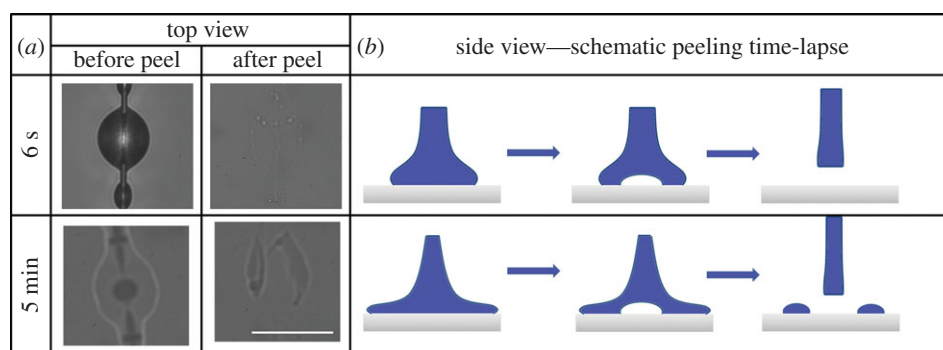 (a)
top view
before peel
after peel
(b)
side view—schematic peeling time-lapse
6 s
5 min